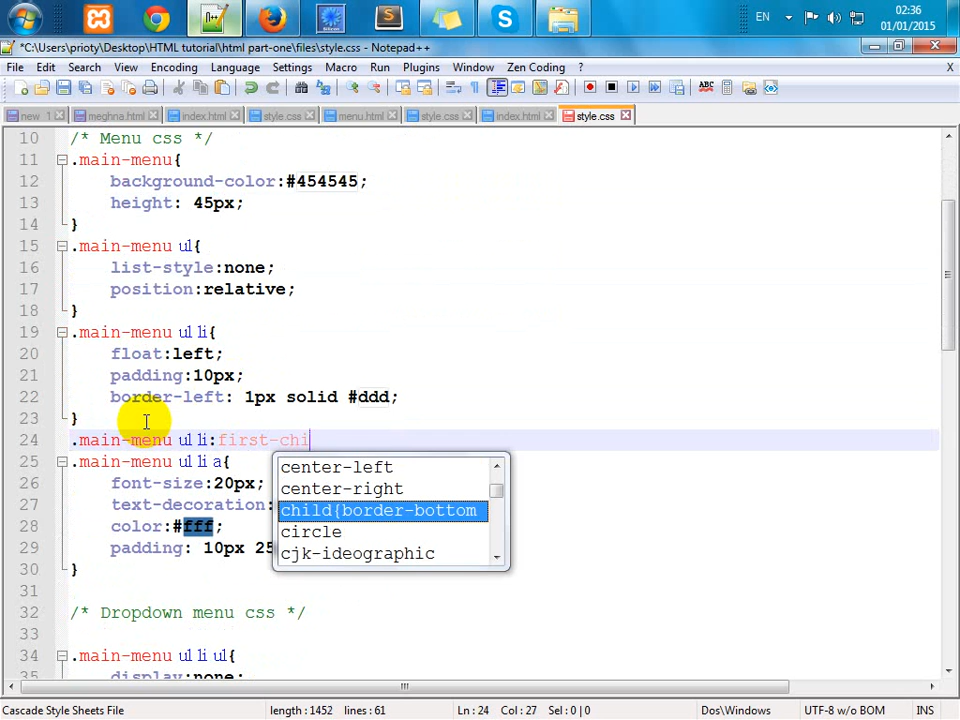 EN
02:36
01/01/2015
*C:\Users\prioty\Desktop\HTML tutorial\html part-one\files\style.css - Notepad++
File Edit Search View Encoding Language Settings Macro Run Plugins Window Zen Coding ? X
new 1 meghna.html index.html style.css menu.html style.css index.html style.css
10 /* Menu css */
11 .main-menu{
12 background-color:#454545;
13 height: 45px;
14 }
15 .main-menu ul{
16 list-style:none;
17 position:relative;
18 }
19 .main-menu ul li{
20 float:left;
21 padding:10px;
22 border-left: 1px solid #ddd;
23 }
24 .main-menu ul li:first-chi
25 .main-menu ul li a{
26 font-size:20px;
27 text-decoration:
28 color:#fff;
29 padding: 10px 25
30 }
31
32 /* Dropdown menu css */
33
34 .main-menu ul li ul{
35 display:none;
center-left
center-right
child{border-bottom
circle
cjk-ideographic
Cascade Style Sheets File length : 1452 lines : 61 Ln : 24 Col : 27 Sel : 0 | 0 Dos\Windows UTF-8 w/o BOM INS